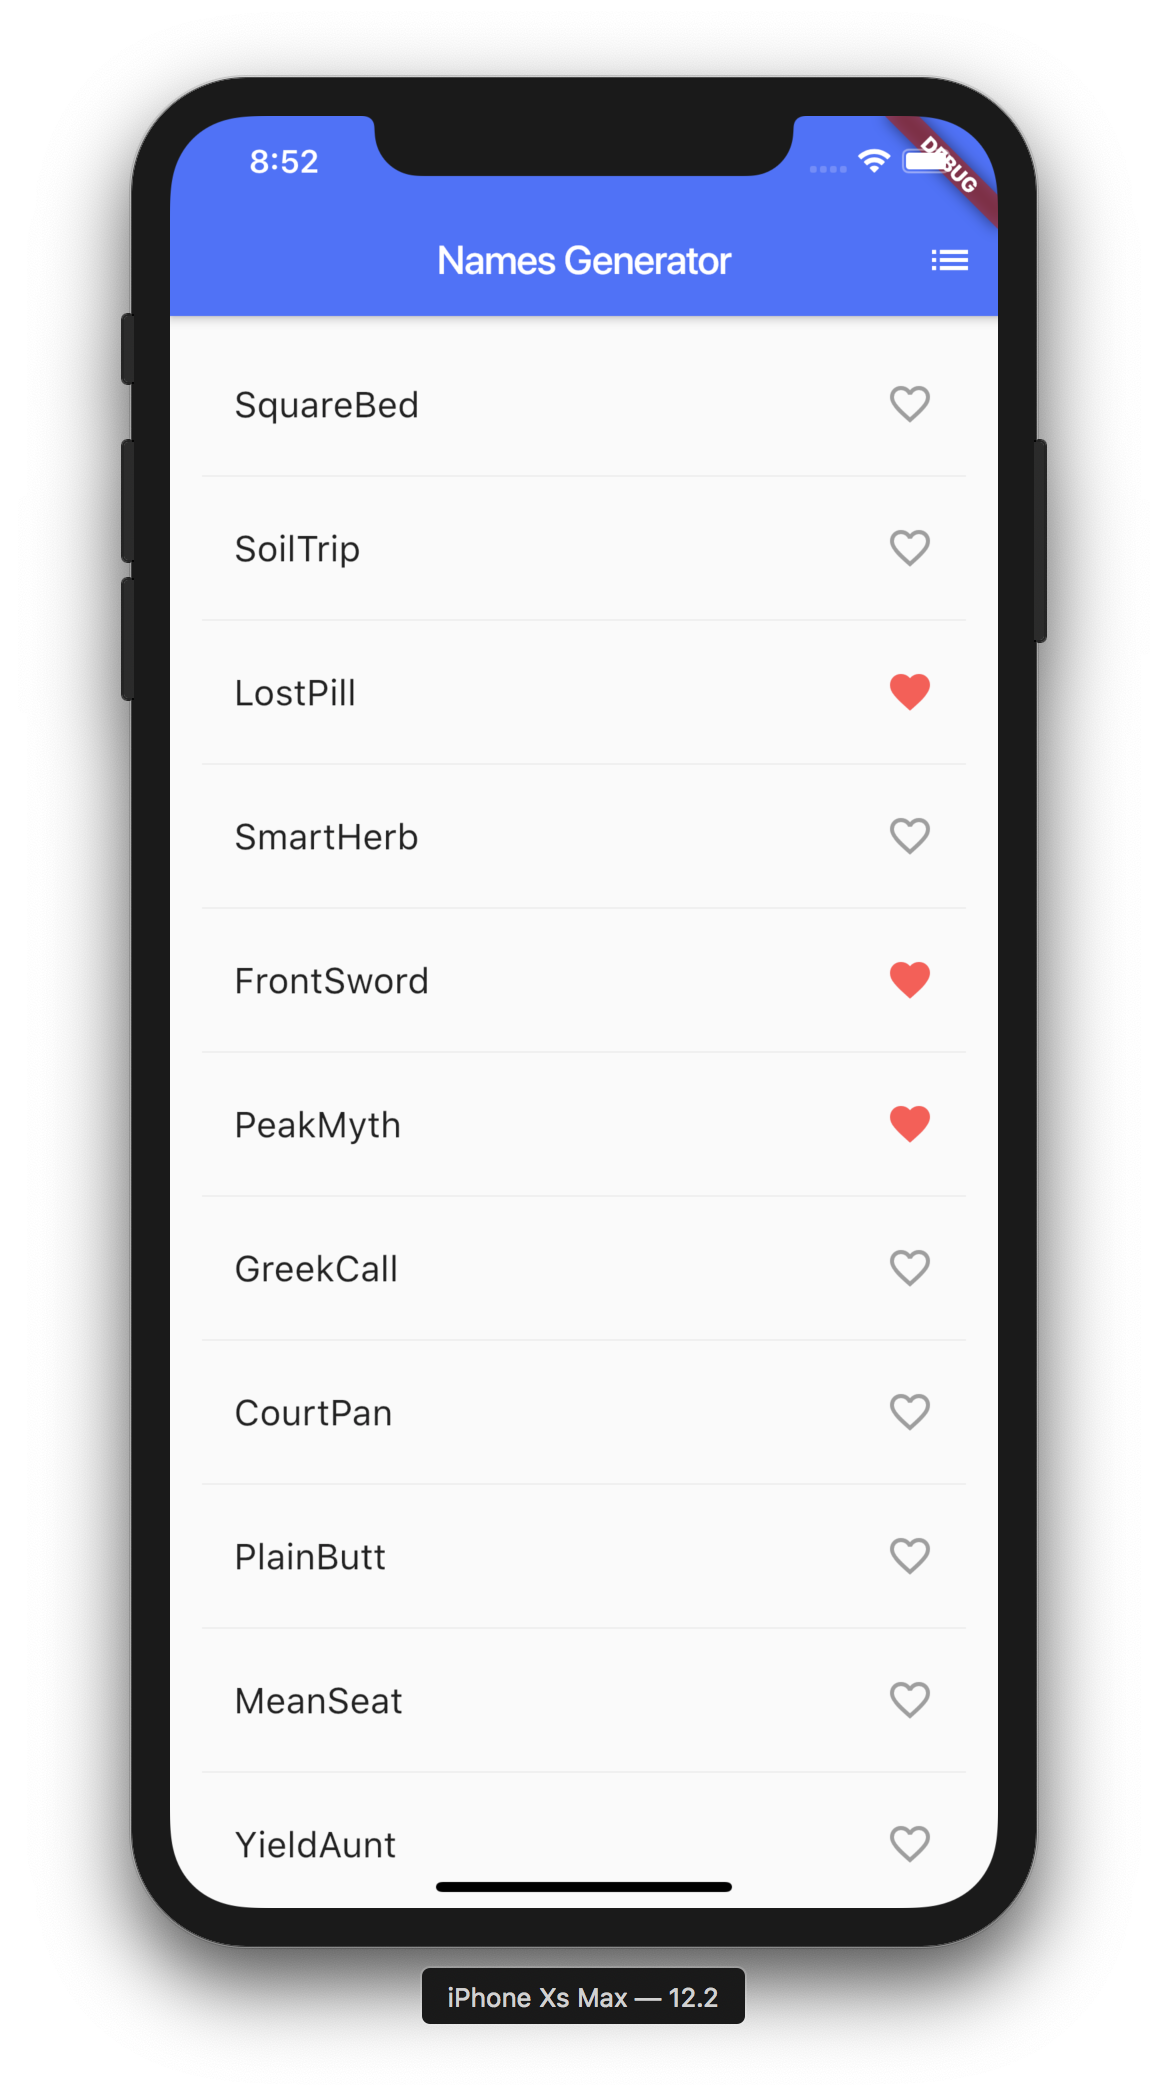 8:52
DEBUG
Names Generator
SquareBed
SoilTrip
LostPill
SmartHerb
FrontSword
PeakMyth
GreekCall
CourtPan
PlainButt
MeanSeat
YieldAunt
iPhone Xs Max — 12.2